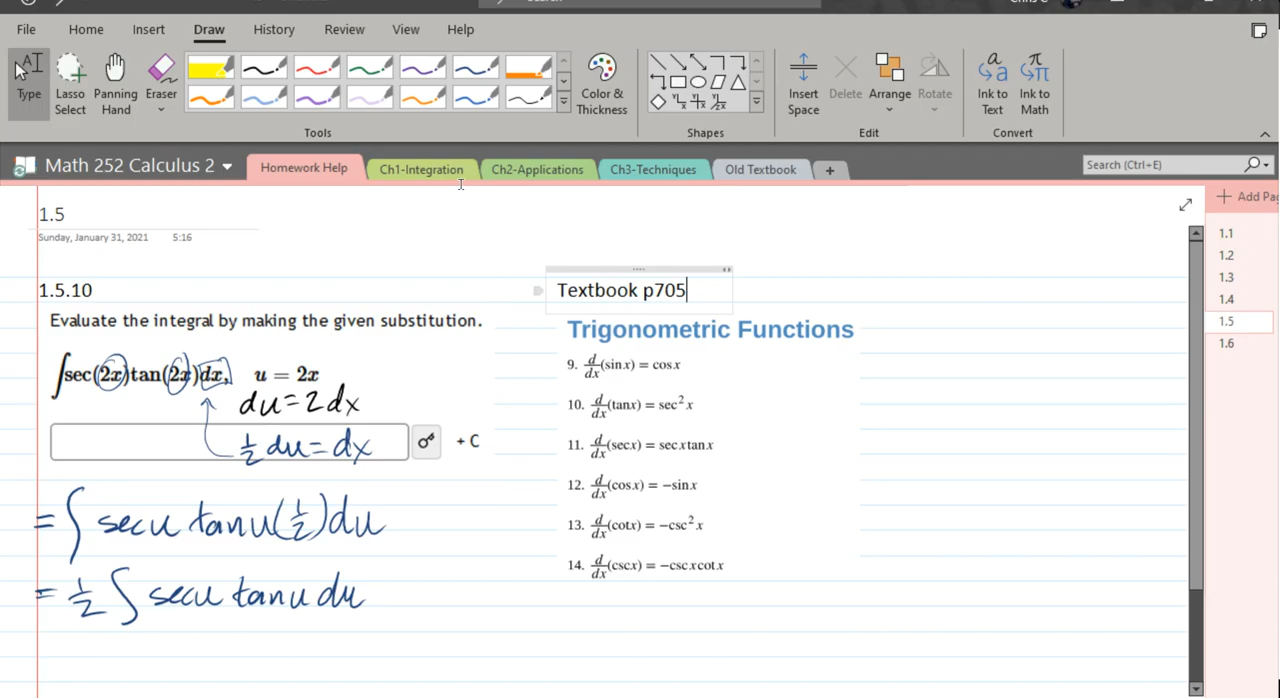 File Home Insert Draw History Review View Help
Type Lasso Select Panning Hand Eraser Color & Thickness Insert Space Delete Arrange Rotate Ink to Text Ink to Math
Tools Shapes Edit Convert
Math 252 Calculus 2 Homework Help Ch1-Integration Ch2-Applications Ch3-Techniques Old Textbook + Search (Ctrl+E)
1.5
Sunday, January 31, 2021 5:16
+ Add Pag
1.1
1.2
1.3
1.4
1.5
1.6
1.5.10
Evaluate the integral by making the given substitution.
∫sec(2x)tan(2x)dx, u = 2x
du = 2dx
½ du = dx
+ C
= ∫ sec u tan u (½) du
= ½ ∫ sec u tan u du
Textbook p705
Trigonometric Functions
9. d/dx(sin x) = cos x
10. d/dx(tan x) = sec² x
11. d/dx(sec x) = sec x tan x
12. d/dx(cos x) = −sin x
13. d/dx(cot x) = −csc² x
14. d/dx(csc x) = −csc x cot x